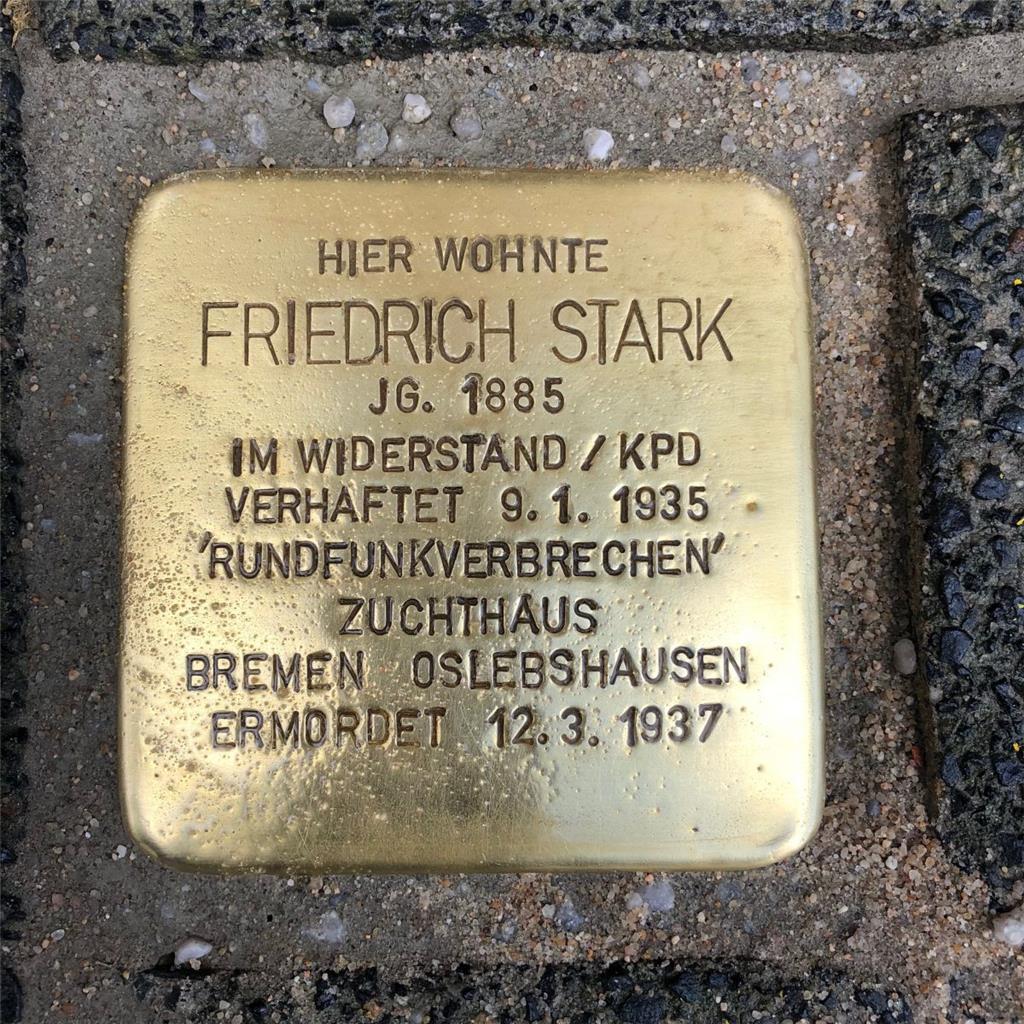 HIER WOHNTE
FRIEDRICH STARK
JG. 1885
IM WIDERSTAND / KPD
VERHAFTET 9.1. 1935
'RUNDFUNKVERBRECHEN'
ZUCHTHAUS
BREMEN OSLEBSHAUSEN
ERMORDET 12.3. 1937